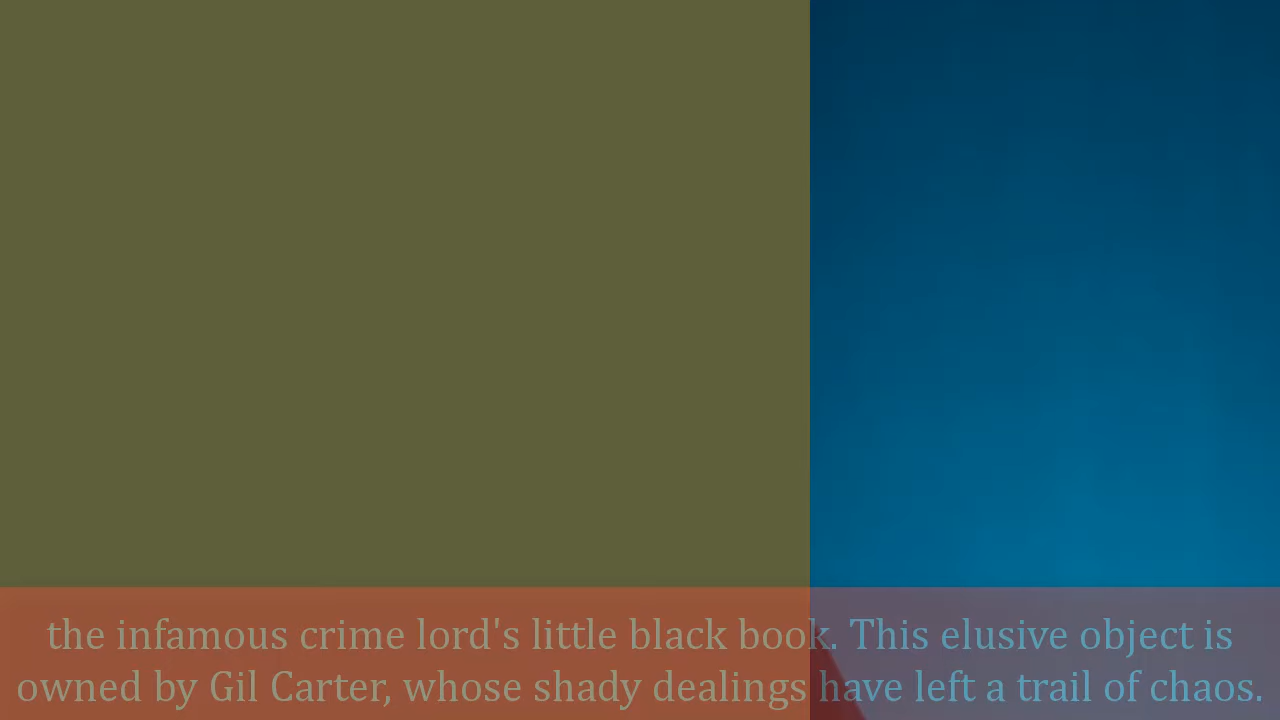 the infamous crime lord's little black book. This elusive object is
owned by Gil Carter, whose shady dealings have left a trail of chaos.